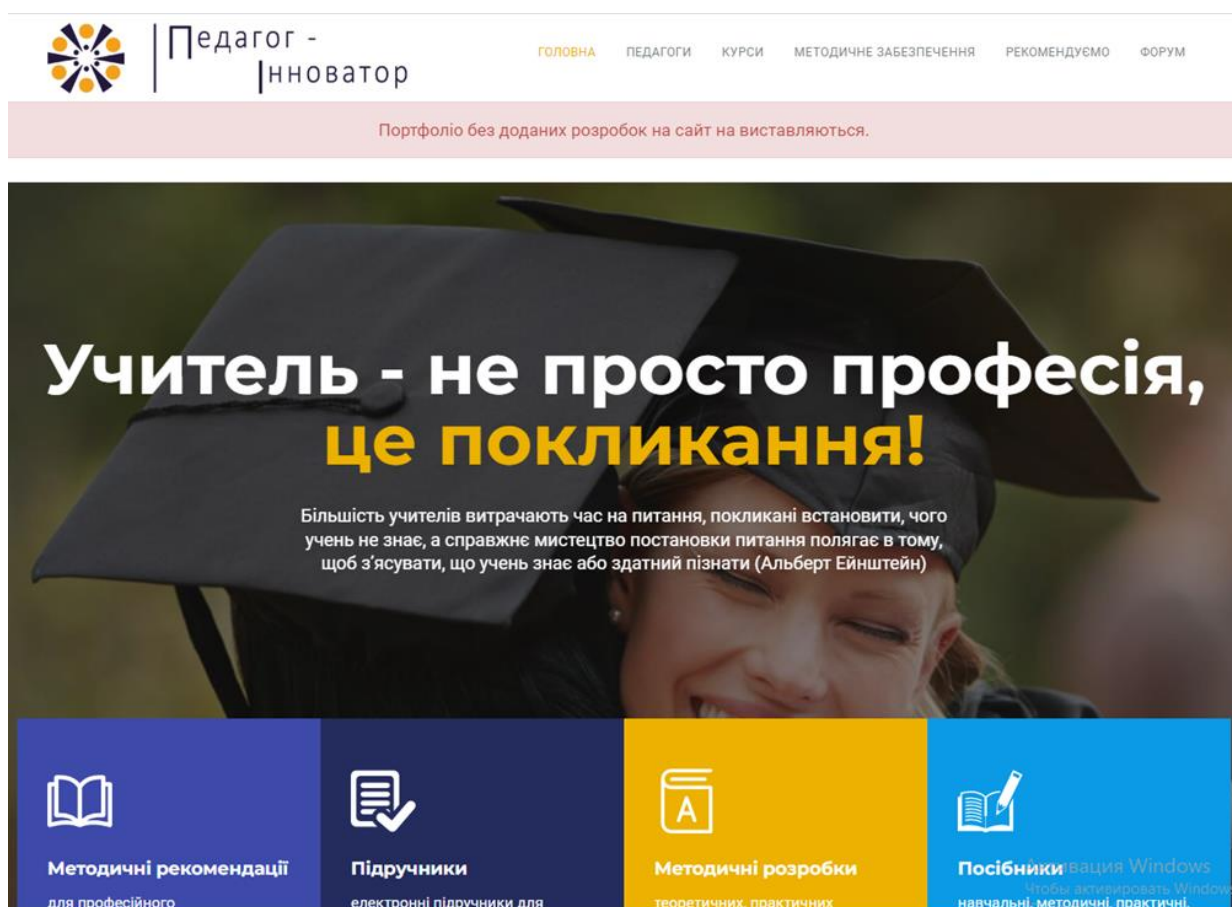 Педагог -
Інноватор
ГОЛОВНА ПЕДАГОГИ КУРСИ МЕТОДИЧНЕ ЗАБЕЗПЕЧЕННЯ РЕКОМЕНДУЄМО ФОРУМ
Портфоліо без доданих розробок на сайт на виставляються.
Учитель - не просто професія,
це покликання!
Більшість учителів витрачають час на питання, покликані встановити, чого
учень не знає, а справжнє мистецтво постановки питання полягає в тому,
щоб з’ясувати, що учень знає або здатний пізнати (Альберт Ейнштейн)
A
Методичні рекомендації
для професійного
Підручники
електронні підручники для
Методичні розробки
теоретичних, практичних
Посібники
навчальні, методичні, практичні,
Активация Windows
Чтобы активировать Windows